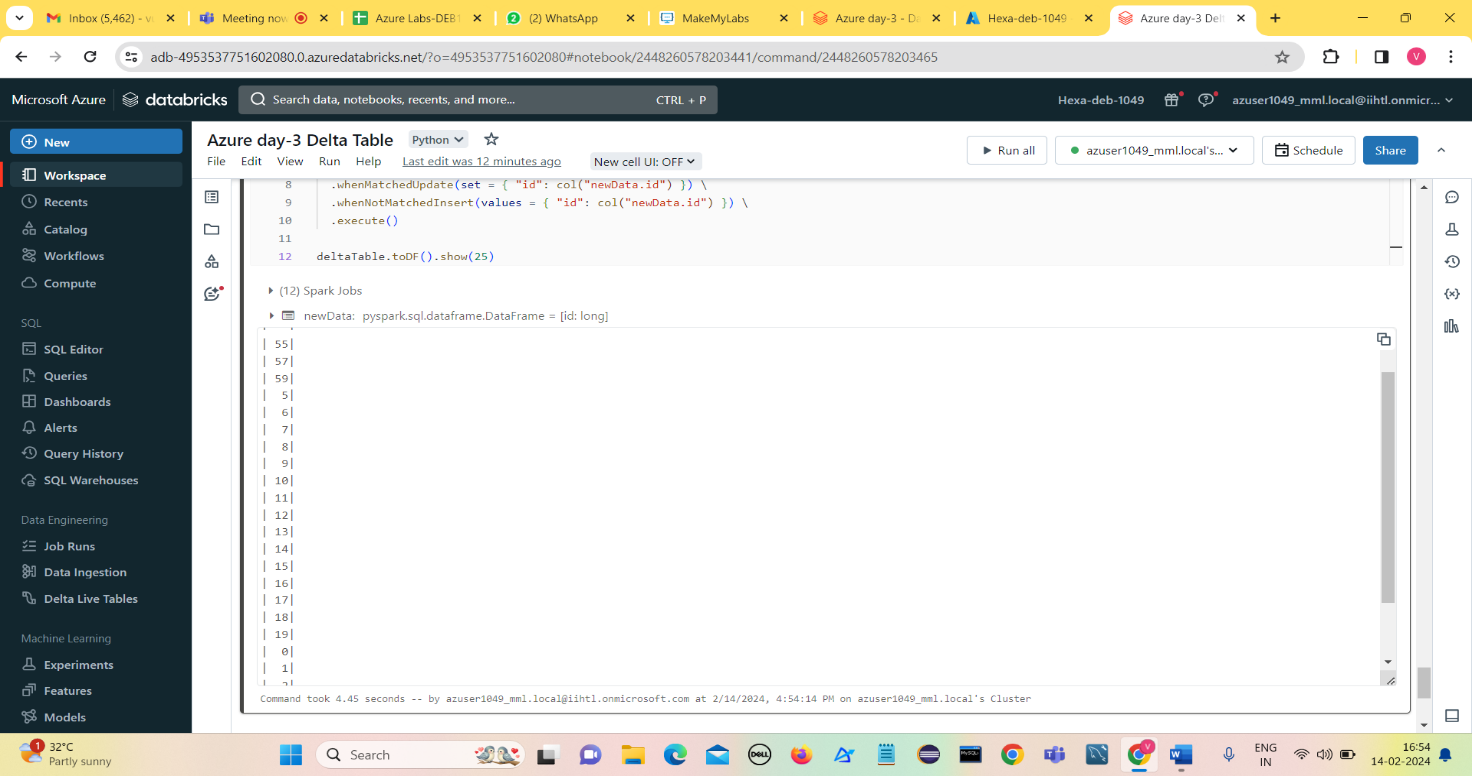 Inbox (5,462) - v
Meeting now
Azure Labs-DEB1
(2) WhatsApp
MakeMyLabs
Azure day-3 - Da
Hexa-deb-1049
Azure day-3 Delt
adb-4953537751602080.0.azuredatabricks.net/?o=4953537751602080#notebook/2448260578203441/command/2448260578203465
V
Microsoft Azure
databricks
Search data, notebooks, recents, and more...
CTRL + P
Hexa-deb-1049
azuser1049_mml.local@iihtl.onmicr...
New
Workspace
Recents
Catalog
Workflows
Compute
SQL
SQL Editor
Queries
Dashboards
Alerts
Query History
SQL Warehouses
Data Engineering
Job Runs
Data Ingestion
Delta Live Tables
Machine Learning
Experiments
Features
Models
Azure day-3 Delta Table
Python
File Edit View Run Help
Last edit was 12 minutes ago
New cell UI: OFF
Run all
azuser1049_mml.local's...
Schedule
Share
8 .whenMatchedUpdate(set = { "id": col("newData.id") }) \
9 .whenNotMatchedInsert(values = { "id": col("newData.id") }) \
10 .execute()
11
12 deltaTable.toDF().show(25)
(12) Spark Jobs
newData: pyspark.sql.dataframe.DataFrame = [id: long]
| 55|
| 57|
| 59|
| 5|
| 6|
| 7|
| 8|
| 9|
| 10|
| 11|
| 12|
| 13|
| 14|
| 15|
| 16|
| 17|
| 18|
| 19|
| 0|
| 1|
| 2|
Command took 4.45 seconds -- by azuser1049_mml.local@iihtl.onmicrosoft.com at 2/14/2024, 4:54:14 PM on azuser1049_mml.local's Cluster
1
32°C
Partly sunny
Search
DELL
MySQL
V
ENG
IN
16:54
14-02-2024